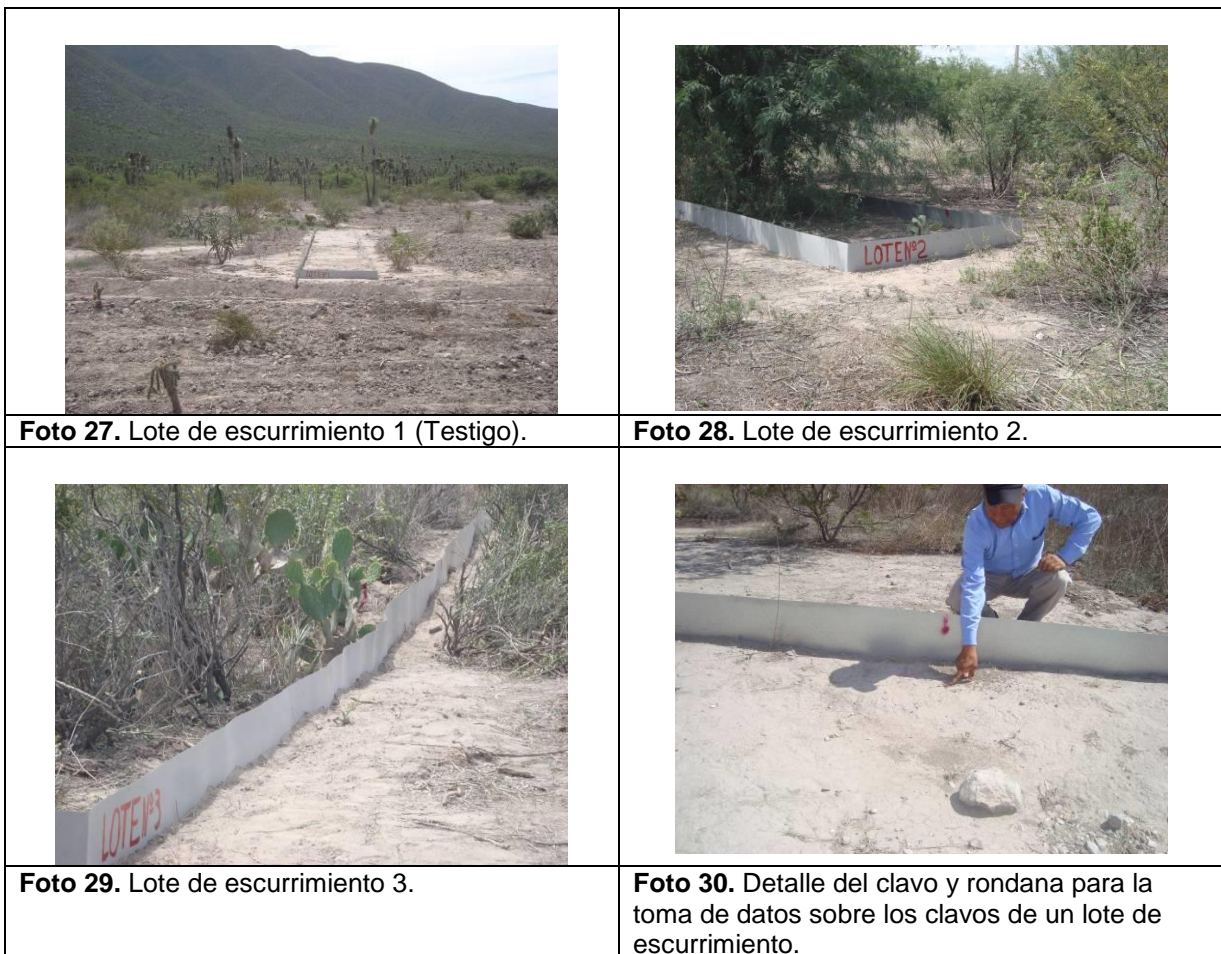 Foto 27. Lote de escurrimiento 1 (Testigo).
LOTE Nº2
Foto 28. Lote de escurrimiento 2.
LOTE Nº3
Foto 29. Lote de escurrimiento 3.
Foto 30. Detalle del clavo y rondana para la
toma de datos sobre los clavos de un lote de
escurrimiento.